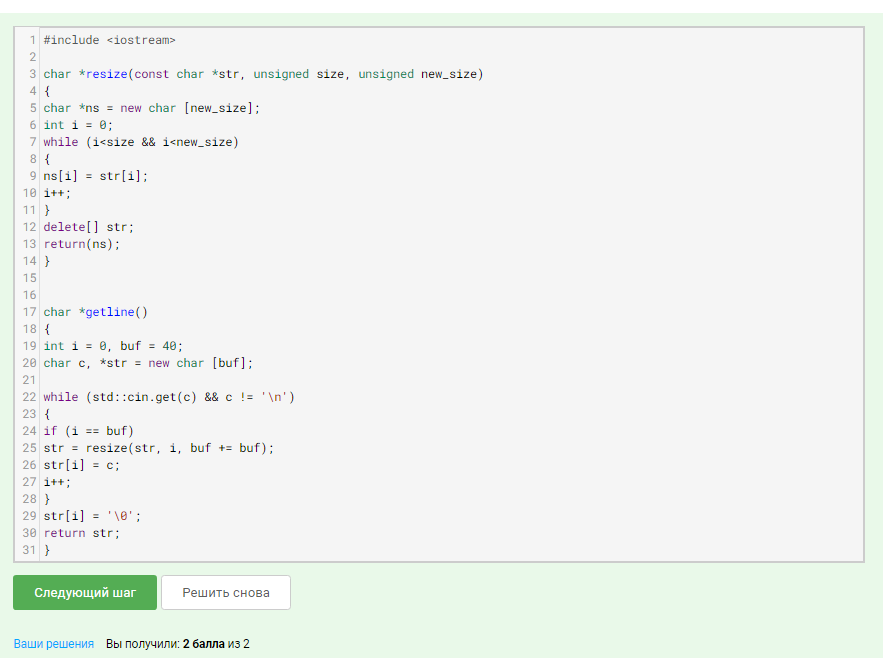 1 #include <iostream>
2
3 char *resize(const char *str, unsigned size, unsigned new_size)
4 {
5 char *ns = new char [new_size];
6 int i = 0;
7 while (i<size && i<new_size)
8 {
9 ns[i] = str[i];
10 i++;
11 }
12 delete[] str;
13 return(ns);
14 }
15
16
17 char *getline()
18 {
19 int i = 0, buf = 40;
20 char c, *str = new char [buf];
21
22 while (std::cin.get(c) && c != '\n')
23 {
24 if (i == buf)
25 str = resize(str, i, buf += buf);
26 str[i] = c;
27 i++;
28 }
29 str[i] = '\0';
30 return str;
31 }
Следующий шаг Решить снова
Ваши решения Вы получили: 2 балла из 2